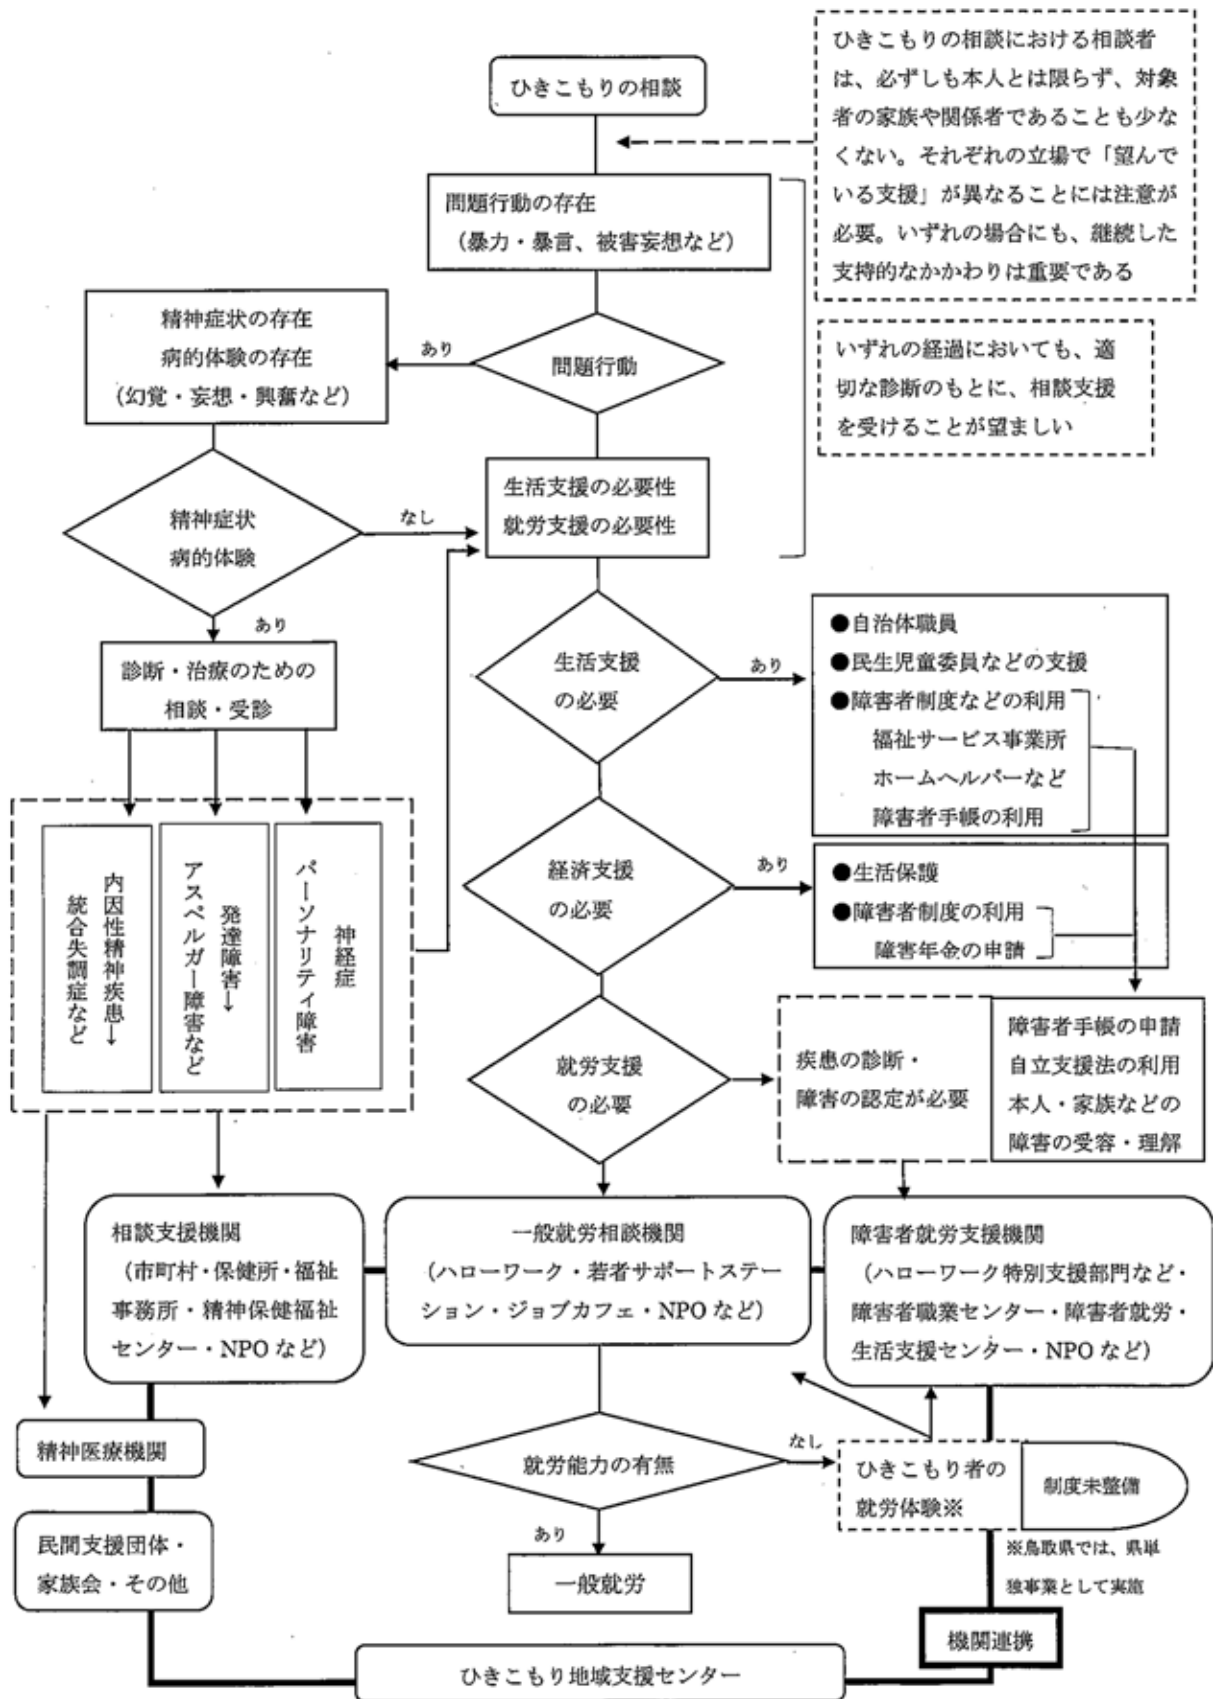 ひきこもりの相談
ひきこもりの相談における相談者
は、必ずしも本人とは限らず、対象
者の家族や関係者であることも少な
くない。それぞれの立場で「望んで
いる支援」が異なることには注意が
必要。いずれの場合にも、継続した
支持的なかかわりは重要である
問題行動の存在
（暴力・暴言、被害妄想など）
いずれの経過においても、適
切な診断のもとに、相談支援
を受けることが望ましい
問題行動
あり
精神症状の存在
病的体験の存在
（幻覚・妄想・興奮など）
精神症状
病的体験
なし
あり
生活支援の必要性
就労支援の必要性
診断・治療のための
相談・受診
内因性精神疾患→
統合失調症など
発達障害→
アスペルガー障害など
神経症
パーソナリティ障害
生活支援
の必要
あり
●自治体職員
●民生児童委員などの支援
●障害者制度などの利用
福祉サービス事業所
ホームヘルパーなど
障害者手帳の利用
経済支援
の必要
あり
●生活保護
●障害者制度の利用
障害年金の申請
就労支援
の必要
疾患の診断・
障害の認定が必要
障害者手帳の申請
自立支援法の利用
本人・家族などの
障害の受容・理解
相談支援機関
（市町村・保健所・福祉
事務所・精神保健福祉
センター・NPOなど）
一般就労相談機関
（ハローワーク・若者サポートステー
ション・ジョブカフェ・NPOなど）
障害者就労支援機関
（ハローワーク特別支援部門など・
障害者職業センター・障害者就労・
生活支援センター・NPOなど）
精神医療機関
民間支援団体・
家族会・その他
就労能力の有無
なし
あり
一般就労
ひきこもり者の
就労体験※
制度未整備
※鳥取県では、県単
独事業として実施
機関連携
ひきこもり地域支援センター